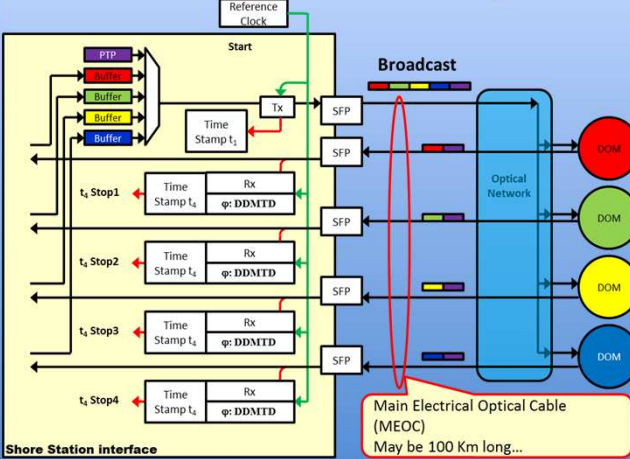 Reference
Clock
Start
PTP
Buffer
Buffer
Buffer
Buffer
Tx
Time
Stamp t₁
SFP
Broadcast
SFP
DOM
Optical
Network
t₄ Stop1
Time
Stamp t₄
Rx
φ: DDMTD
SFP
DOM
t₄ Stop2
Time
Stamp t₄
Rx
φ: DDMTD
SFP
DOM
t₄ Stop3
Time
Stamp t₄
Rx
φ: DDMTD
SFP
DOM
t₄ Stop4
Time
Stamp t₄
Rx
φ: DDMTD
Main Electrical Optical Cable
(MEOC)
May be 100 Km long...
Shore Station interface